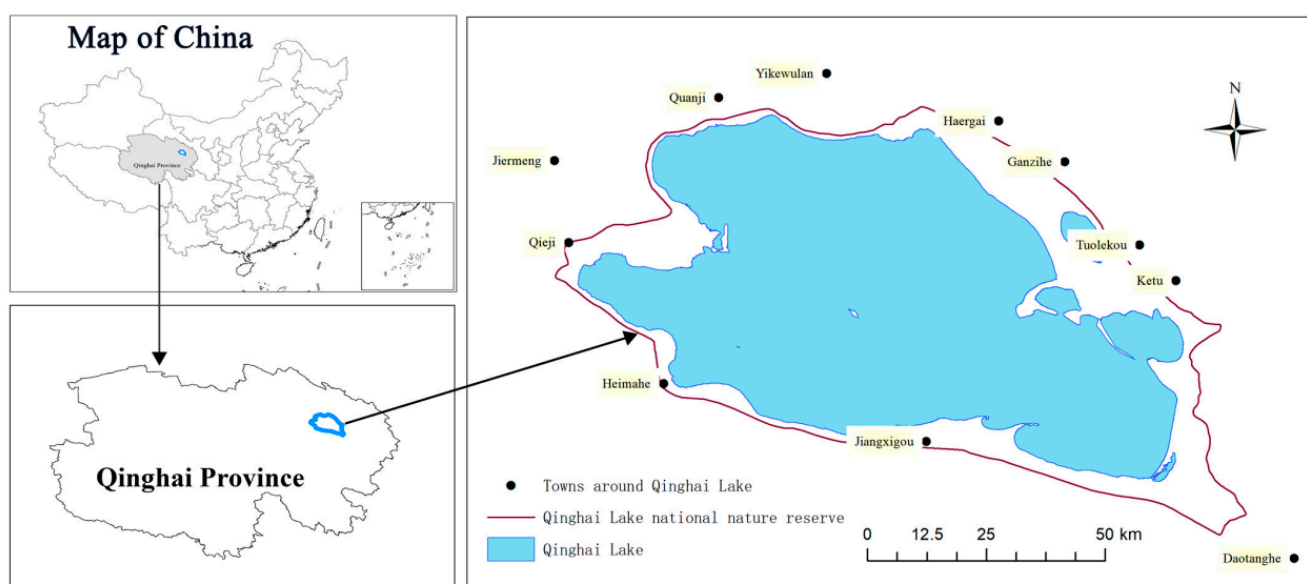 Map of China
Qinghai Province
Qinghai Province
Yikewulan
Quanji
Haergai
N
Jiermeng
Ganzihe
Qieji
Tuolekou
Ketu
Heimahe
Jiangxigou
Towns around Qinghai Lake
Qinghai Lake national nature reserve
Qinghai Lake
0 12.5 25 50 km
Daotanghe